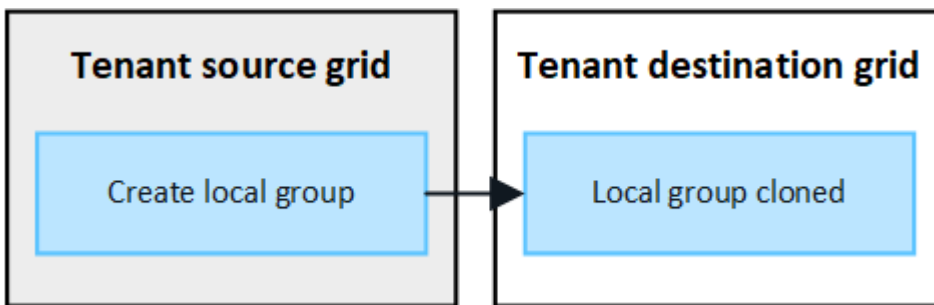 Tenant source grid
Create local group
Tenant destination grid
Local group cloned